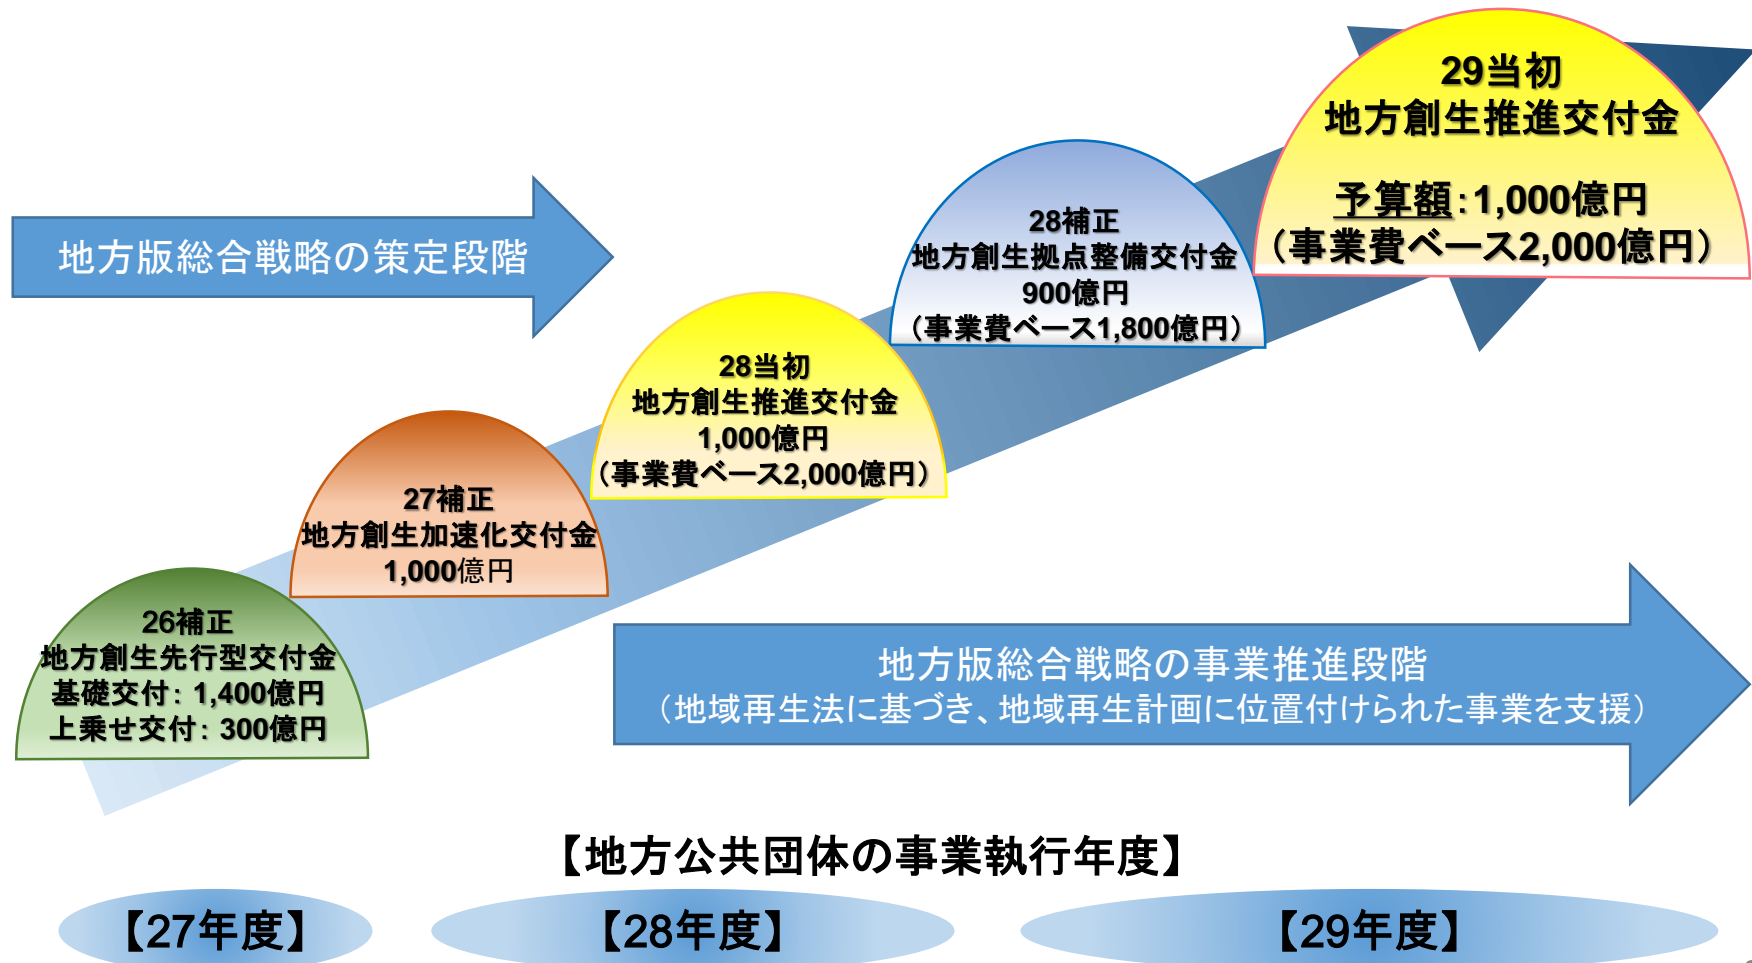 29当初
地方創生推進交付金
予算額：1,000億円
（事業費ベース2,000億円）
28補正
地方創生拠点整備交付金
900億円
（事業費ベース1,800億円）
地方版総合戦略の策定段階
28当初
地方創生推進交付金
1,000億円
（事業費ベース2,000億円）
27補正
地方創生加速化交付金
1,000億円
26補正
地方創生先行型交付金
基礎交付： 1,400億円
上乗せ交付： 300億円
地方版総合戦略の事業推進段階
（地域再生法に基づき、地域再生計画に位置付けられた事業を支援）
【地方公共団体の事業執行年度】
【27年度】
【28年度】
【29年度】